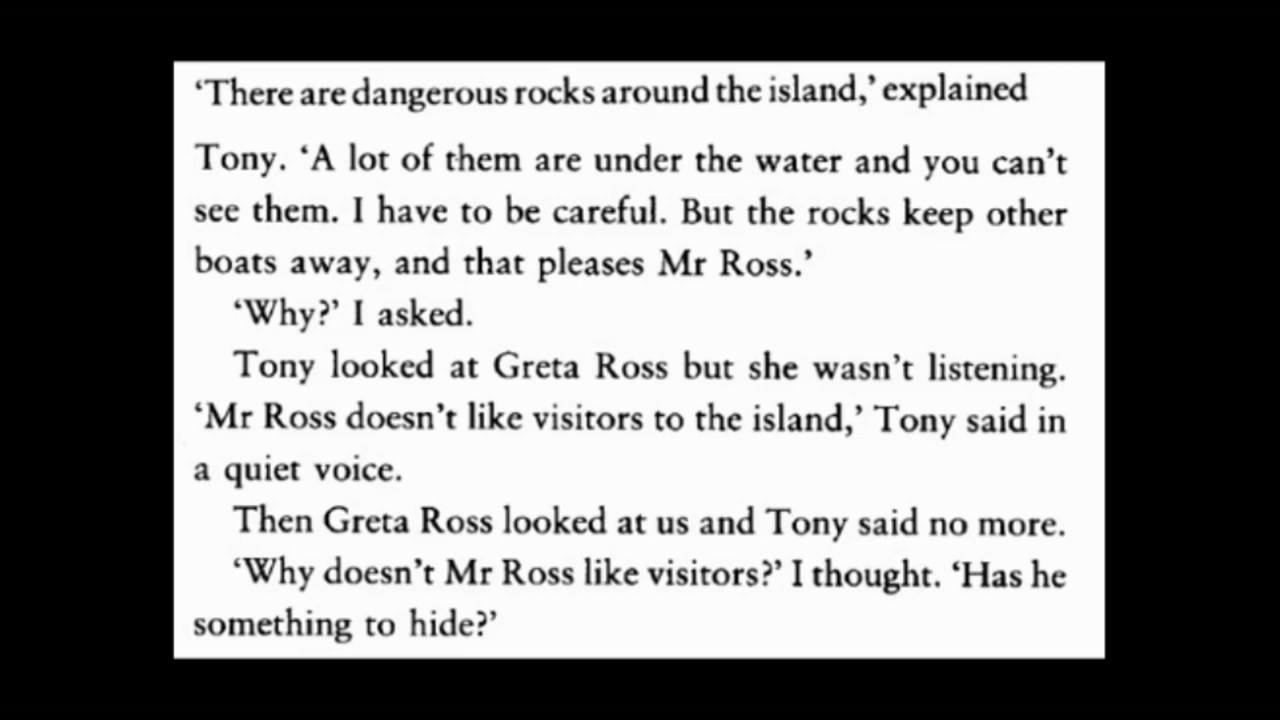 ‘There are dangerous rocks around the island,’ explained
Tony. ‘A lot of them are under the water and you can’t
see them. I have to be careful. But the rocks keep other
boats away, and that pleases Mr Ross.’
‘Why?’ I asked.
Tony looked at Greta Ross but she wasn’t listening.
‘Mr Ross doesn’t like visitors to the island,’ Tony said in
a quiet voice.
Then Greta Ross looked at us and Tony said no more.
‘Why doesn’t Mr Ross like visitors?’ I thought. ‘Has he
something to hide?’